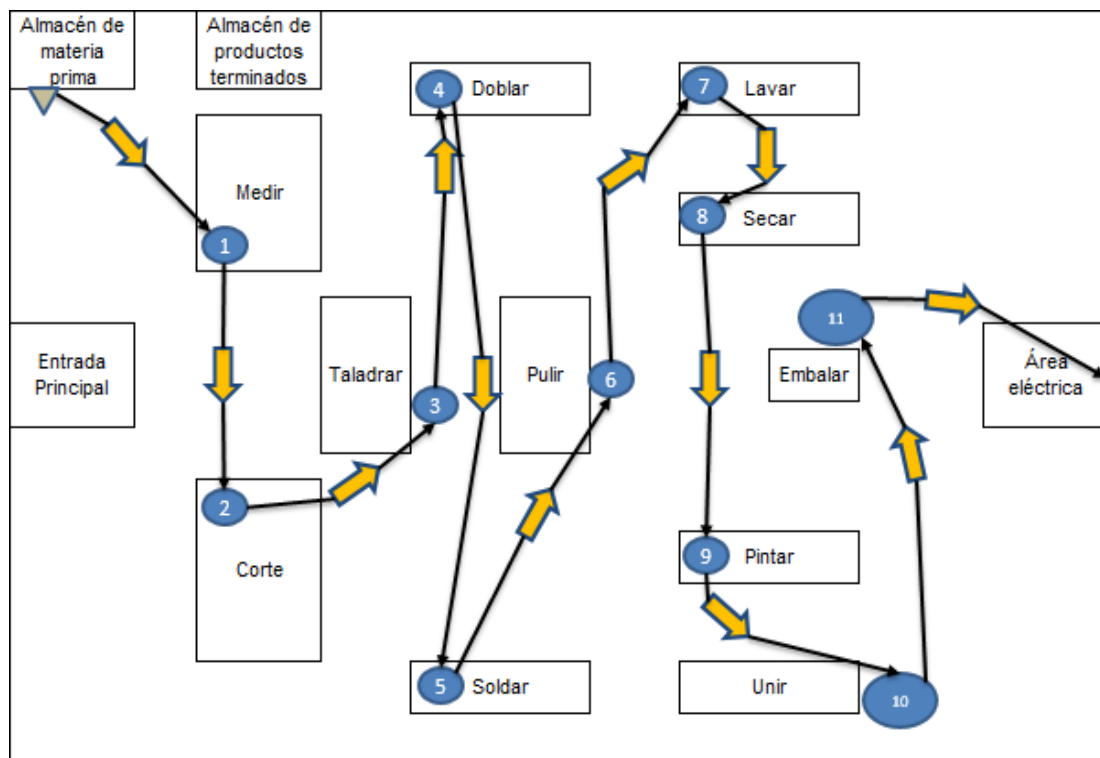 Almacén de
materia
prima
Almacén de
productos
terminados
4
Doblar
7
Lavar
Medir
1
8
Secar
Entrada
Principal
Taladrar
3
Pulir
6
11
Embalar
Área
eléctrica
2
Corte
9
Pintar
5
Soldar
Unir
10